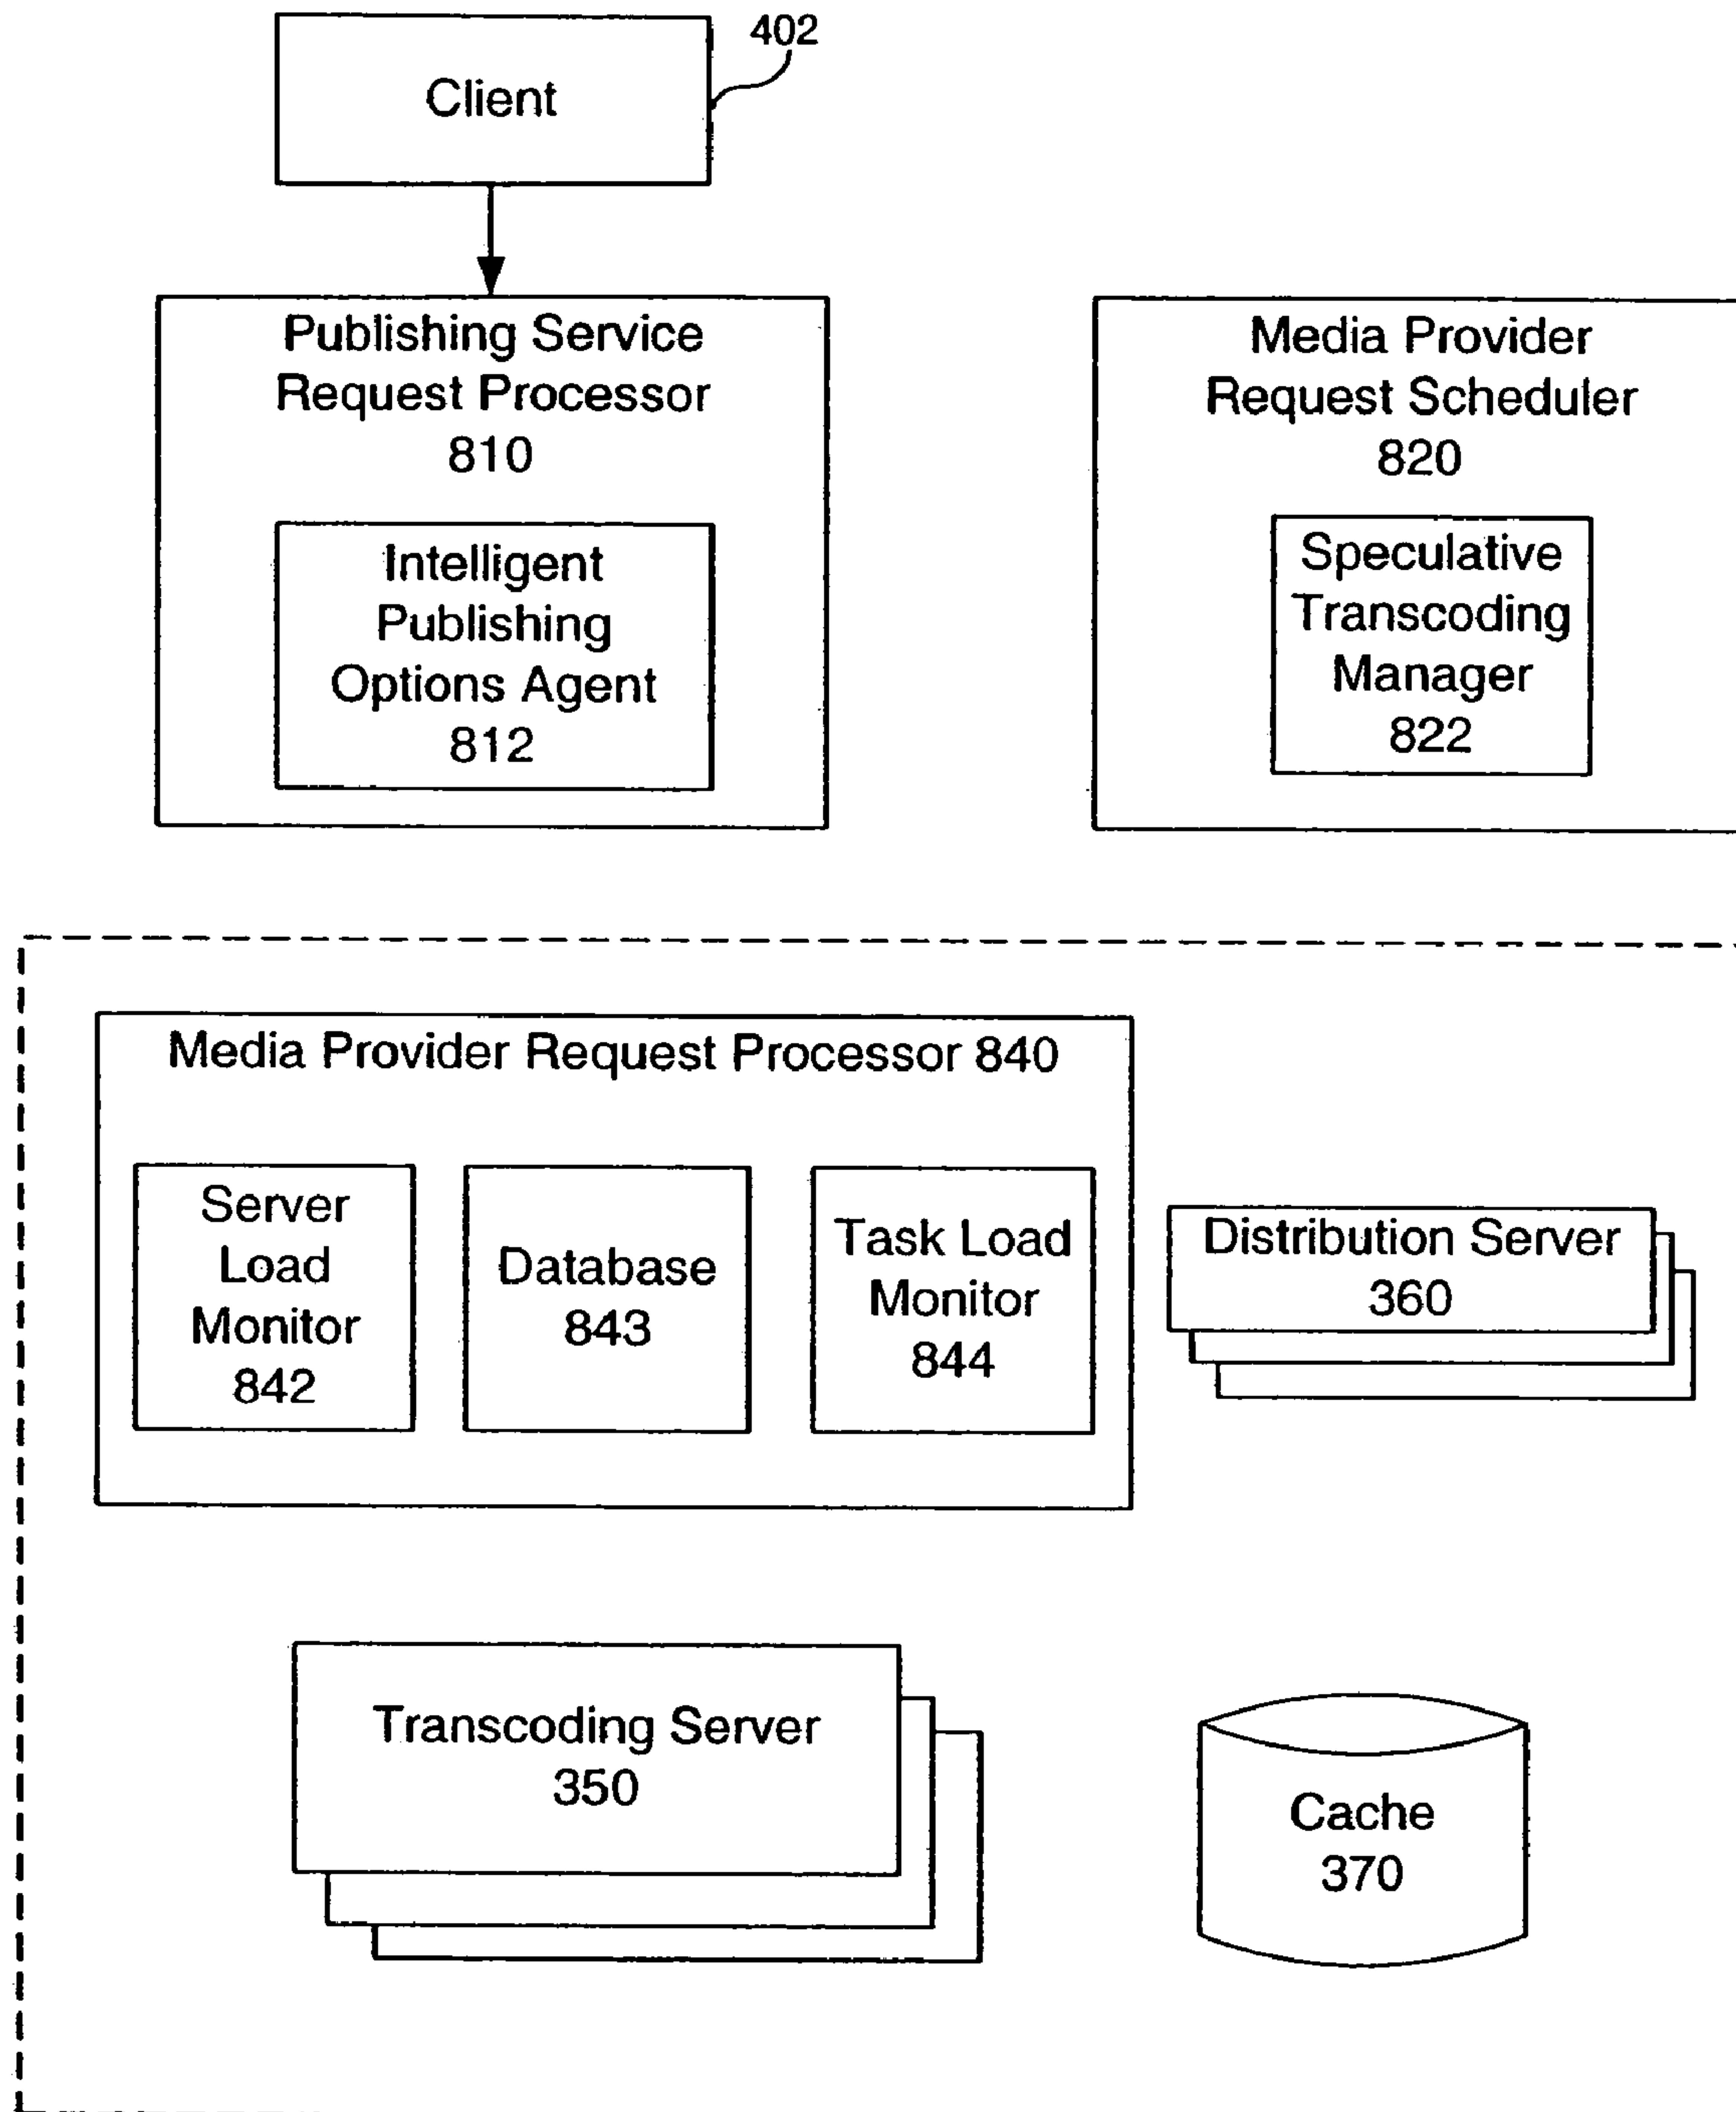 402
Client
Publishing Service
Request Processor
810
Intelligent
Publishing
Options Agent
812
Media Provider
Request Scheduler
820
Speculative
Transcoding
Manager
822
Media Provider Request Processor 840
Server
Load
Monitor
842
Database
843
Task Load
Monitor
844
Distribution Server
360
Transcoding Server
350
Cache
370